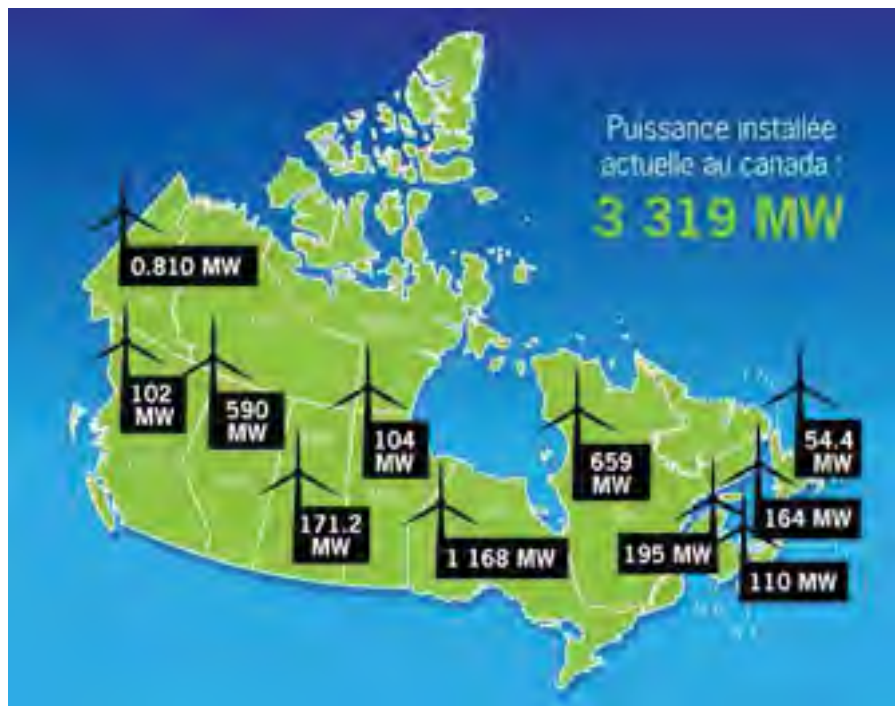 Puissance installée
actuelle au canada :
3 319 MW
0.810 MW
102
MW
590
MW
104
MW
171.2
MW
1 168 MW
659
MW
54.4
MW
164 MW
195 MW
110 MW